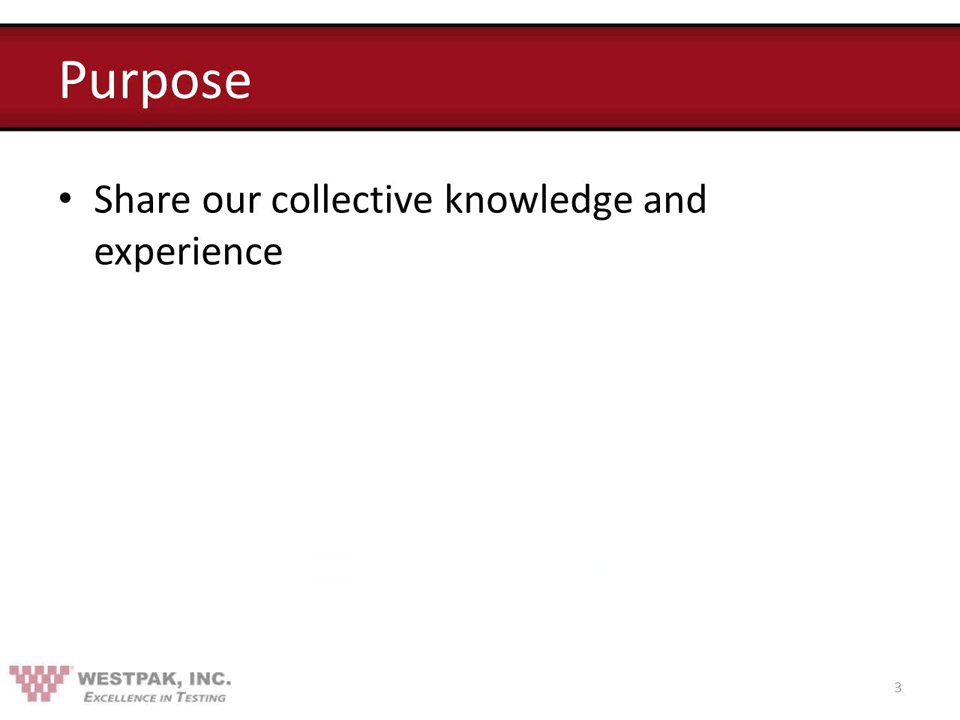 Purpose
• Share our collective knowledge and
experience
WESTPAK, INC.
EXCELLENCE IN TESTING
3